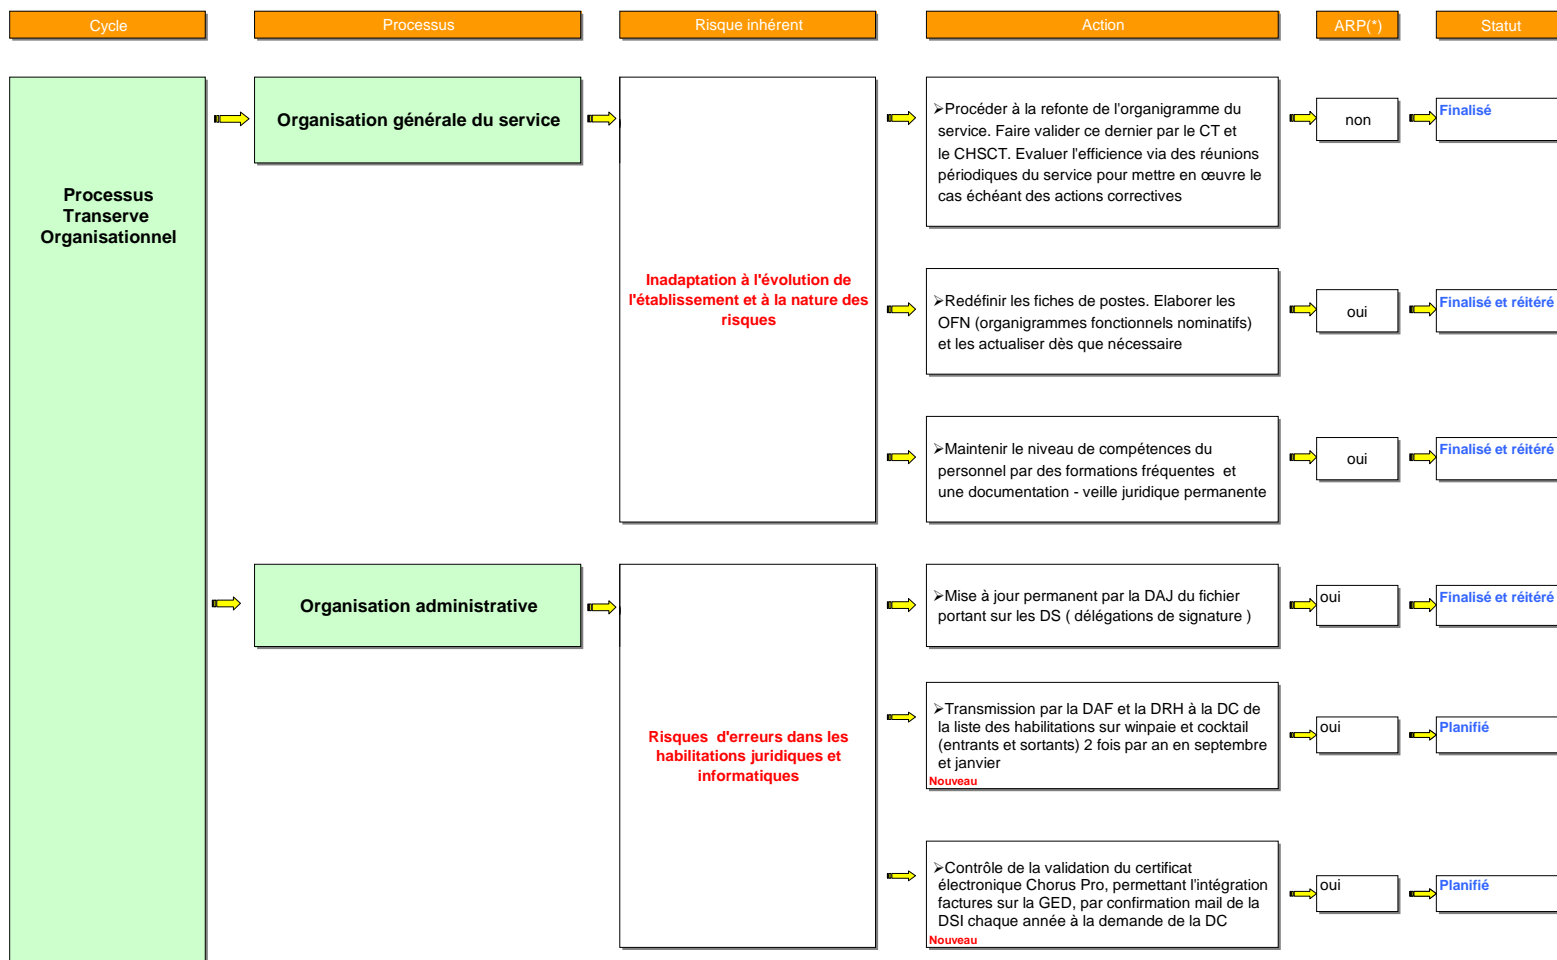 Cycle
Processus
Risque inhérent
Action
ARP(*)
Statut
Processus
Transerve
Organisationnel
Organisation générale du service
Inadaptation à l'évolution de
l'établissement et à la nature des
risques
➢Procéder à la refonte de l'organigramme du
service. Faire valider ce dernier par le CT et
le CHSCT. Evaluer l'efficience via des réunions
périodiques du service pour mettre en œuvre le
cas échéant des actions correctives
non
Finalisé
➢Redéfinir les fiches de postes. Elaborer les
OFN (organigrammes fonctionnels nominatifs)
et les actualiser dès que nécessaire
oui
Finalisé et réitéré
➢Maintenir le niveau de compétences du
personnel par des formations fréquentes et
une documentation - veille juridique permanente
oui
Finalisé et réitéré
Organisation administrative
Risques d'erreurs dans les
habilitations juridiques et
informatiques
➢Mise à jour permanent par la DAJ du fichier
portant sur les DS ( délégations de signature )
oui
Finalisé et réitéré
➢Transmission par la DAF et la DRH à la DC de
la liste des habilitations sur winpaie et cocktail
(entrants et sortants) 2 fois par an en septembre
et janvier
Nouveau
oui
Planifié
➢Contrôle de la validation du certificat
électronique Chorus Pro, permettant l'intégration
factures sur la GED, par confirmation mail de la
DSI chaque année à la demande de la DC
Nouveau
oui
Planifié